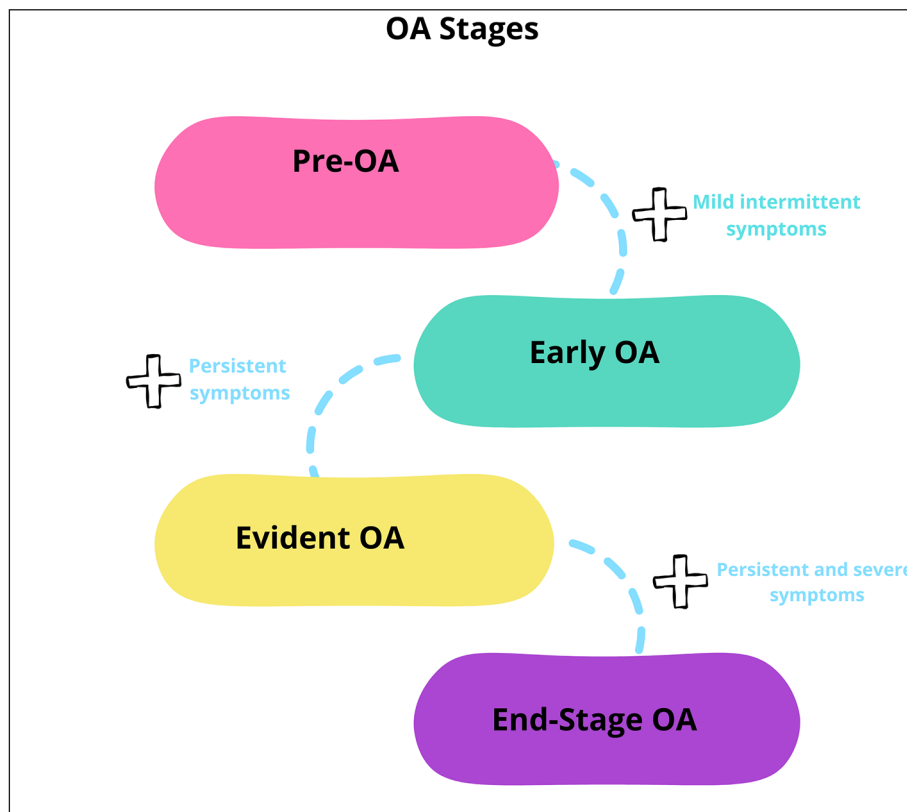 OA Stages
Pre-OA
Mild intermittent
symptoms
Early OA
Persistent
symptoms
Evident OA
Persistent and severe
symptoms
End-Stage OA